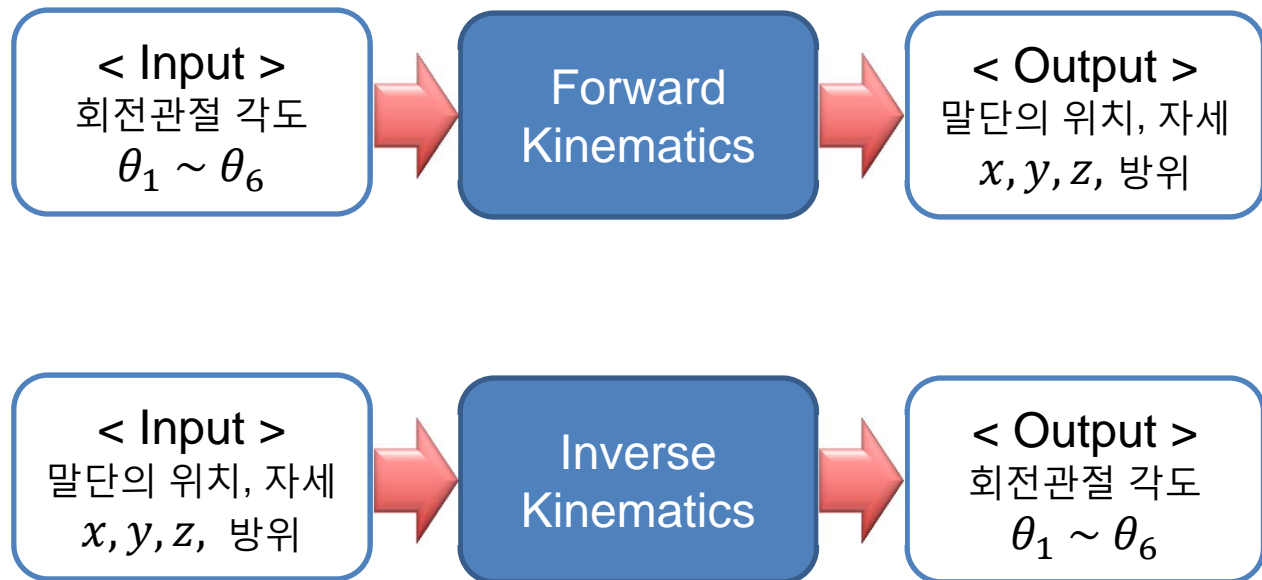 < Input >
회전관절 각도
θ₁ ~ θ₆
Forward
Kinematics
< Output >
말단의 위치, 자세
x, y, z, 방위
< Input >
말단의 위치, 자세
x, y, z, 방위
Inverse
Kinematics
< Output >
회전관절 각도
θ₁ ~ θ₆